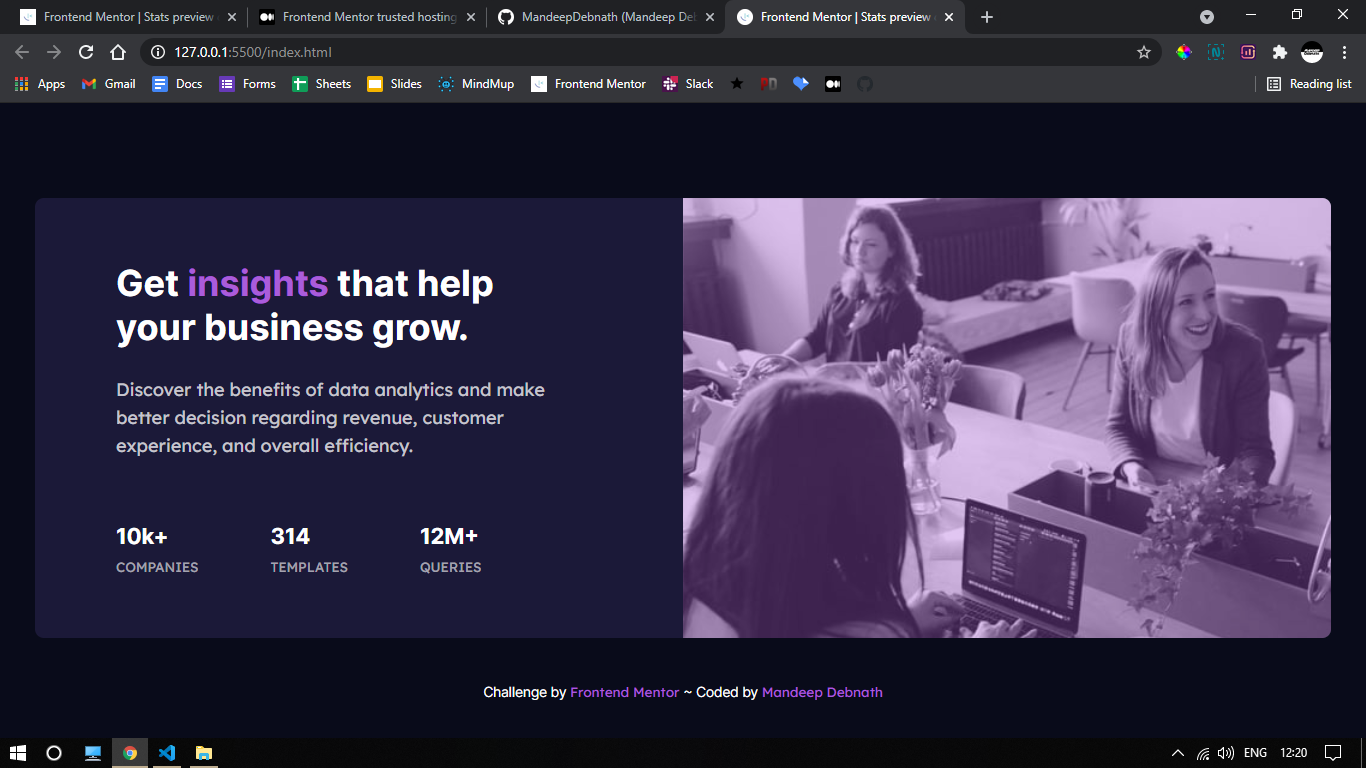 Frontend Mentor | Stats preview
Frontend Mentor trusted hosting
MandeepDebnath (Mandeep Deb
Frontend Mentor | Stats preview
127.0.0.1:5500/index.html
Apps
Gmail
Docs
Forms
Sheets
Slides
MindMup
Frontend Mentor
Slack
Reading list
Get insights that help
your business grow.
Discover the benefits of data analytics and make
better decision regarding revenue, customer
experience, and overall efficiency.
10k+ 314 12M+
COMPANIES TEMPLATES QUERIES
Challenge by Frontend Mentor ~ Coded by Mandeep Debnath
ENG 12:20